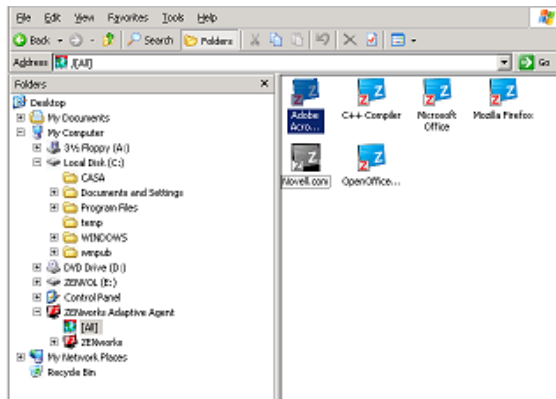 File Edit View Favorites Tools Help
Back Search Folders
Address \[All] Go
Folders
Desktop
My Documents
My Computer
3½ Floppy (A:)
Local Disk (C:)
CASA
Documents and Settings
Program Files
temp
WINDOWS
wmpub
DVD Drive (D:)
ZENVOL (E:)
Control Panel
ZENworks Adaptive Agent
[All]
ZENworks
My Network Places
Recycle Bin
Adobe Acro... C++ Compiler Microsoft Office Mozilla Firefox
Novell.com OpenOffice...